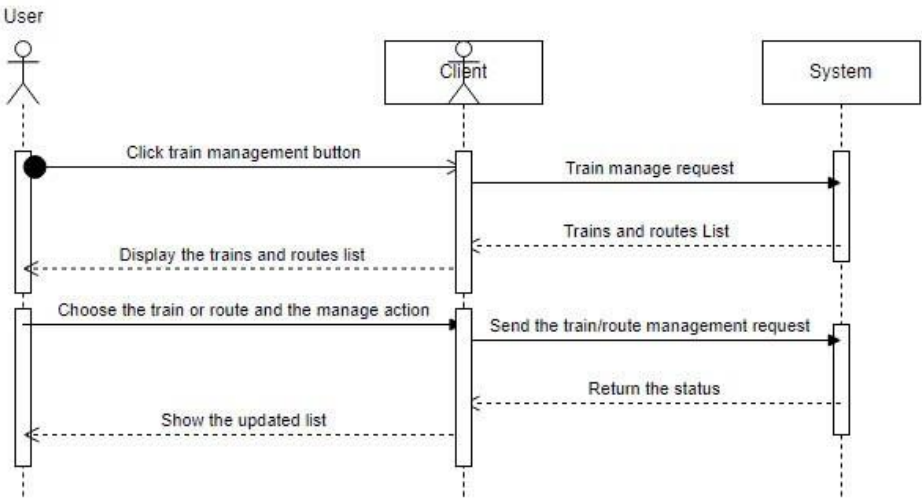 User
Client
System
Click train management button
Train manage request
Trains and routes List
Display the trains and routes list
Choose the train or route and the manage action
Send the train/route management request
Return the status
Show the updated list